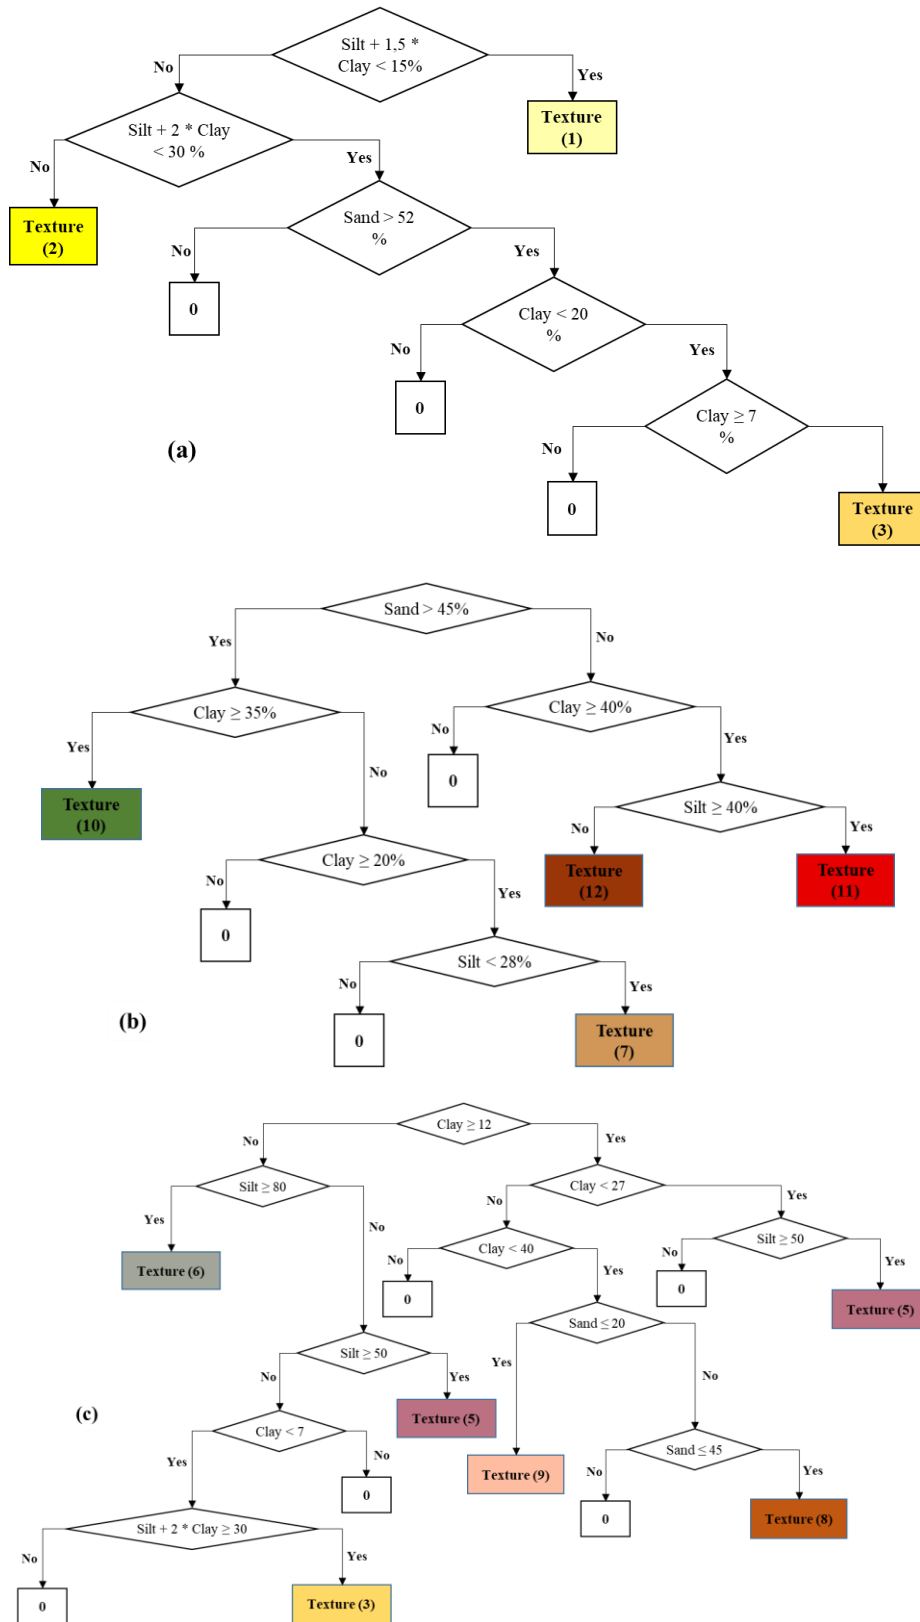 Silt + 1,5 *
Clay < 15%
No
Yes
Texture
(1)
Silt + 2 * Clay
< 30 %
No
Yes
Texture
(2)
Sand > 52
%
No
Yes
0
Clay < 20
%
No
Yes
0
Clay ≥ 7
%
No
0
Texture
(3)
(a)
Sand > 45%
Yes
No
Clay ≥ 35%
Clay ≥ 40%
Yes
No
No
Yes
Texture
(10)
0
Silt ≥ 40%
No
Yes
Texture
(12)
Texture
(11)
Clay ≥ 20%
No
Yes
0
Silt < 28%
No
Yes
0
Texture
(7)
(b)
Clay ≥ 12
No
Yes
Silt ≥ 80
Clay < 27
Yes
No
No
Yes
Texture (6)
Clay < 40
Silt ≥ 50
No
Yes
No
Yes
0
0
Texture (5)
Silt ≥ 50
Sand ≤ 20
No
Yes
Yes
No
Texture (5)
Clay < 7
Yes
No
0
Texture (9)
Sand ≤ 45
No
Yes
0
Texture (8)
Silt + 2 * Clay ≥ 30
No
Yes
0
Texture (3)
(c)